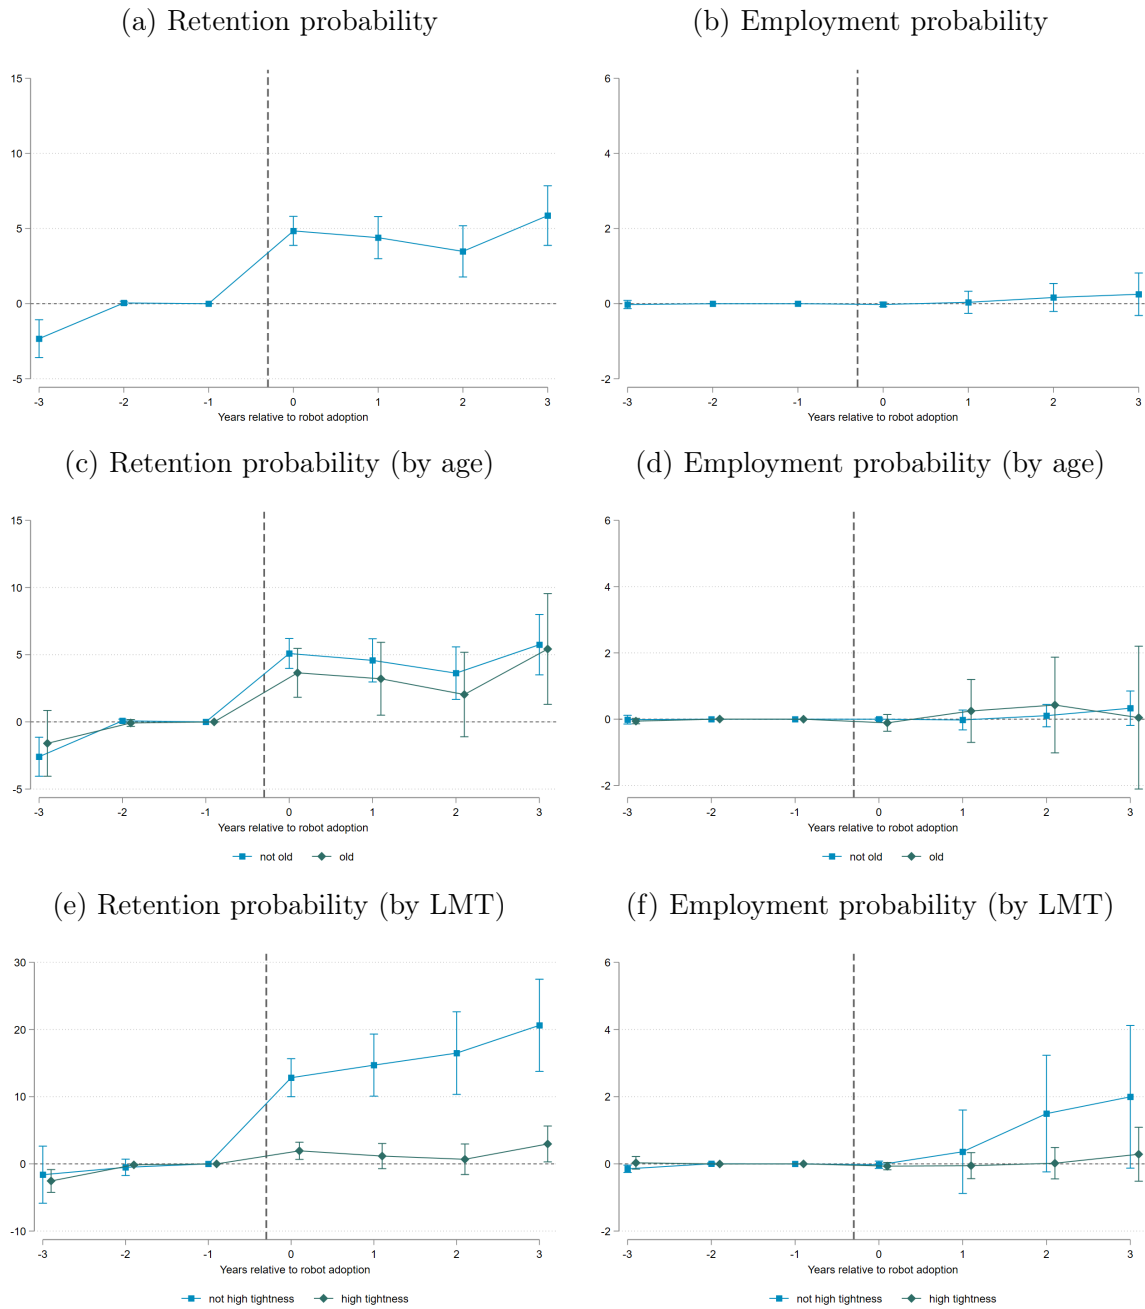 (a) Retention probability
15
10
5
0
-5
-3 -2 -1 0 1 2 3
Years relative to robot adoption
(b) Employment probability
6
4
2
0
-2
-3 -2 -1 0 1 2 3
Years relative to robot adoption
(c) Retention probability (by age)
15
10
5
0
-5
-3 -2 -1 0 1 2 3
Years relative to robot adoption
not old old
(d) Employment probability (by age)
6
4
2
0
-2
-3 -2 -1 0 1 2 3
Years relative to robot adoption
not old old
(e) Retention probability (by LMT)
30
20
10
0
-10
-3 -2 -1 0 1 2 3
Years relative to robot adoption
not high tightness high tightness
(f) Employment probability (by LMT)
6
4
2
0
-2
-3 -2 -1 0 1 2 3
Years relative to robot adoption
not high tightness high tightness